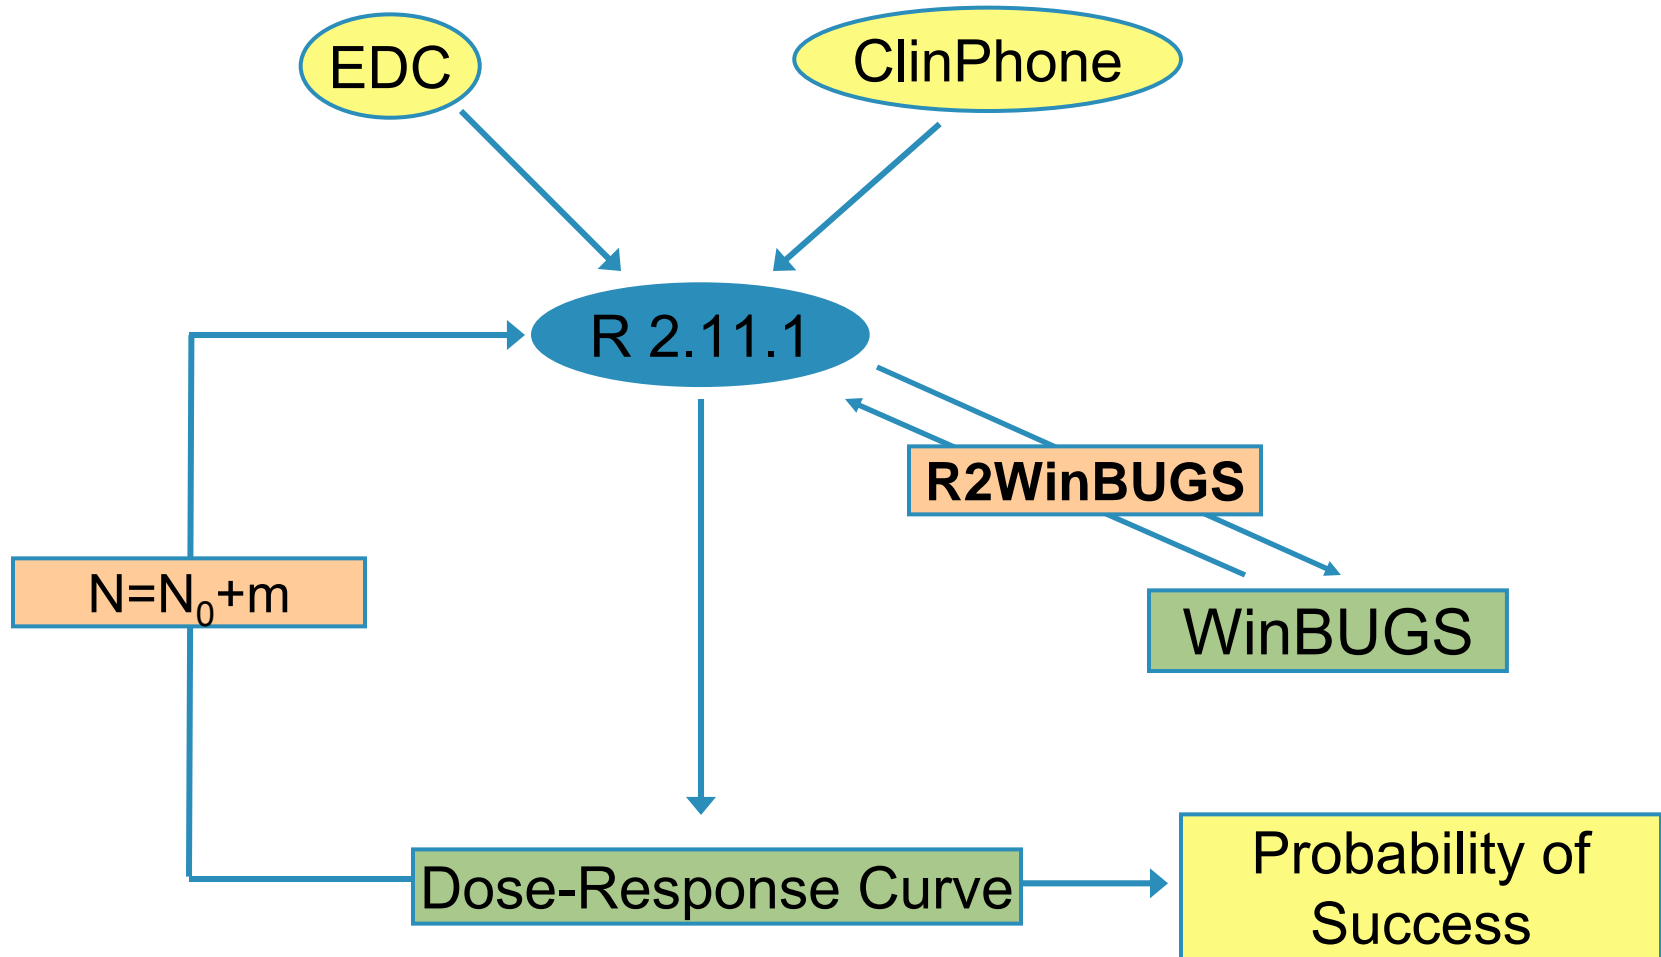 EDC
ClinPhone
R 2.11.1
R2WinBUGS
N=N₀+m
WinBUGS
Dose-Response Curve
Probability of
Success